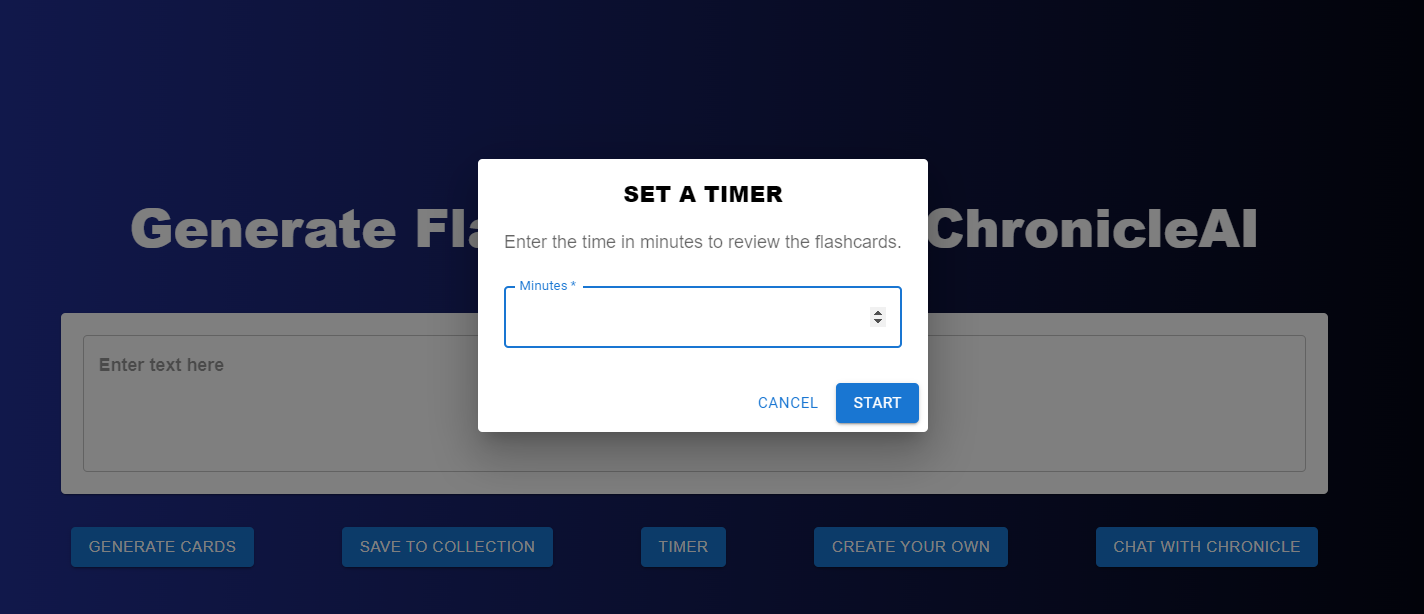 SET A TIMER
Generate Fla ChronicleAI
Enter the time in minutes to review the flashcards.
Minutes *
Enter text here
CANCEL START
GENERATE CARDS SAVE TO COLLECTION TIMER CREATE YOUR OWN CHAT WITH CHRONICLE